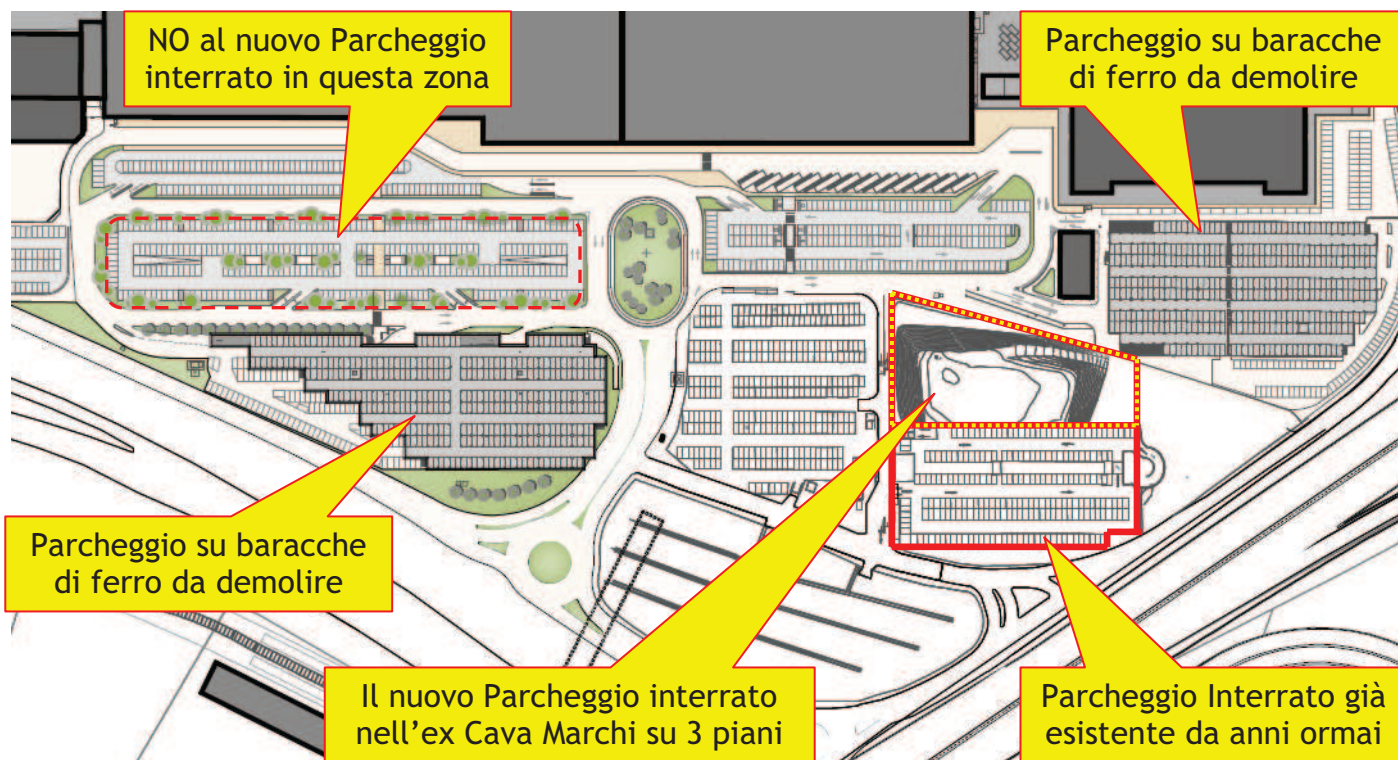 NO al nuovo Parcheggio
interrato in questa zona
Parcheggio su baracche
di ferro da demolire
Parcheggio su baracche
di ferro da demolire
Il nuovo Parcheggio interrato
nell'ex Cava Marchi su 3 piani
Parcheggio Interrato già
esistente da anni ormai